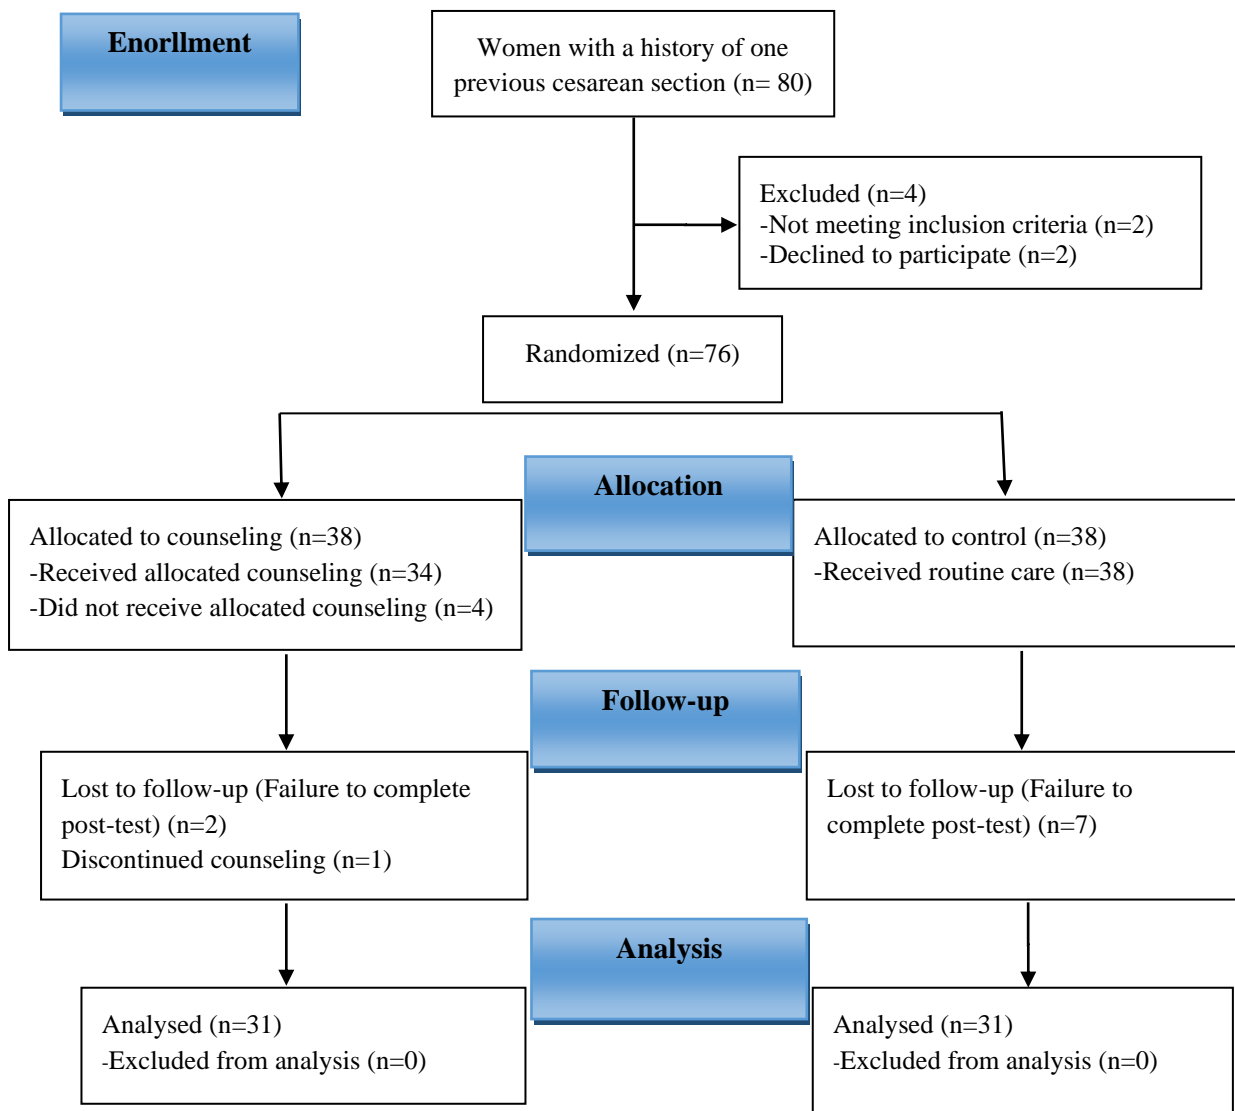 Enorllment
Women with a history of one
previous cesarean section (n= 80)
Excluded (n=4)
-Not meeting inclusion criteria (n=2)
-Declined to participate (n=2)
Randomized (n=76)
Allocation
Allocated to counseling (n=38)
-Received allocated counseling (n=34)
-Did not receive allocated counseling (n=4)
Allocated to control (n=38)
-Received routine care (n=38)
Follow-up
Lost to follow-up (Failure to complete
post-test) (n=2)
Discontinued counseling (n=1)
Lost to follow-up (Failure to
complete post-test) (n=7)
Analysis
Analysed (n=31)
-Excluded from analysis (n=0)
Analysed (n=31)
-Excluded from analysis (n=0)